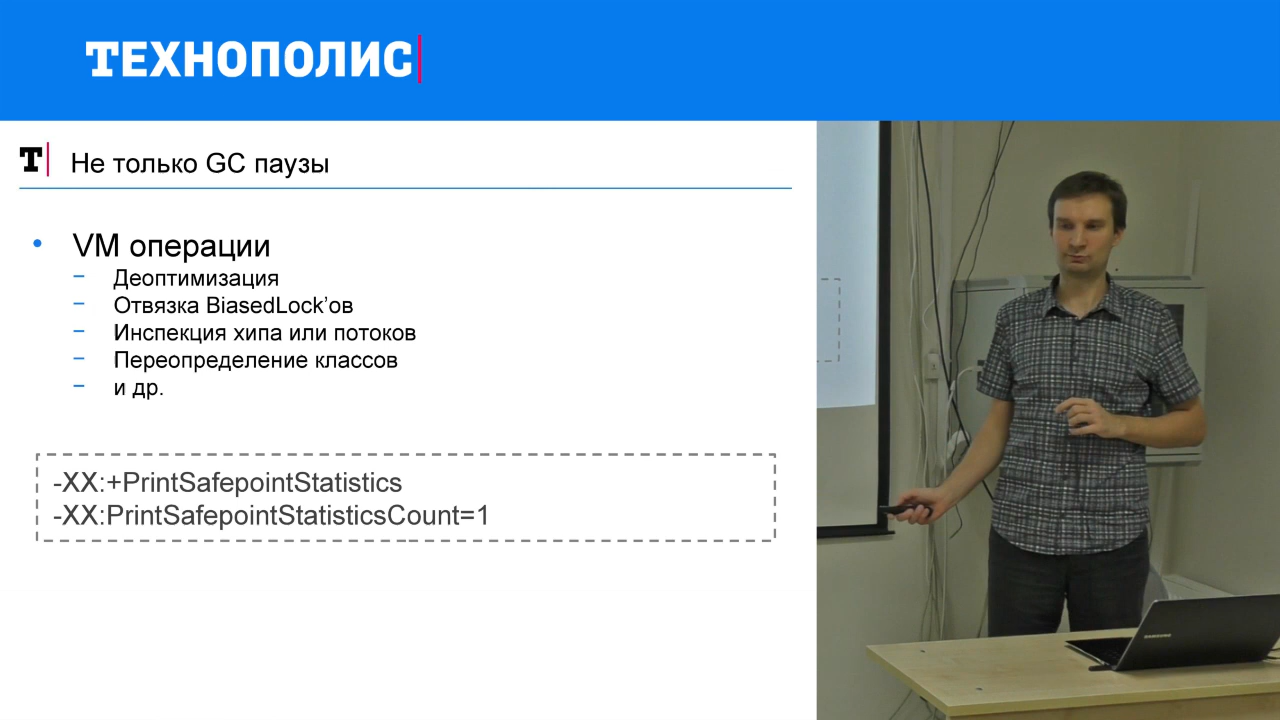 ТЕХНОПОЛИС
Т
Не только GC паузы
VM операции
Деоптимизация
Отвязка BiasedLock’ов
Инспекция хипа или потоков
Переопределение классов
и др.
-XX:+PrintSafepointStatistics
-XX:PrintSafepointStatisticsCount=1
SAMSUNG